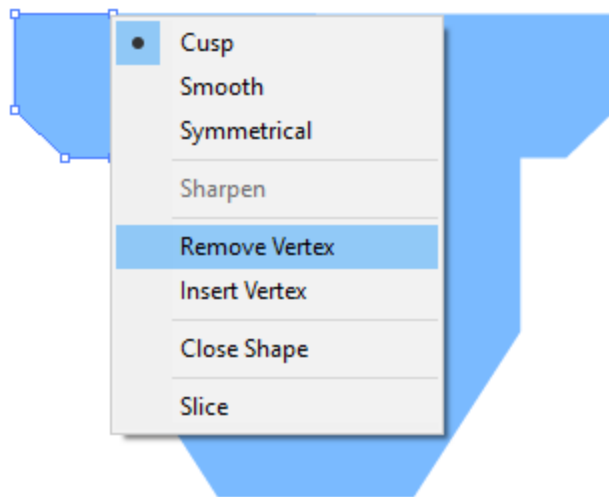 Cusp
Smooth
Symmetrical
Sharpen
Remove Vertex
Insert Vertex
Close Shape
Slice